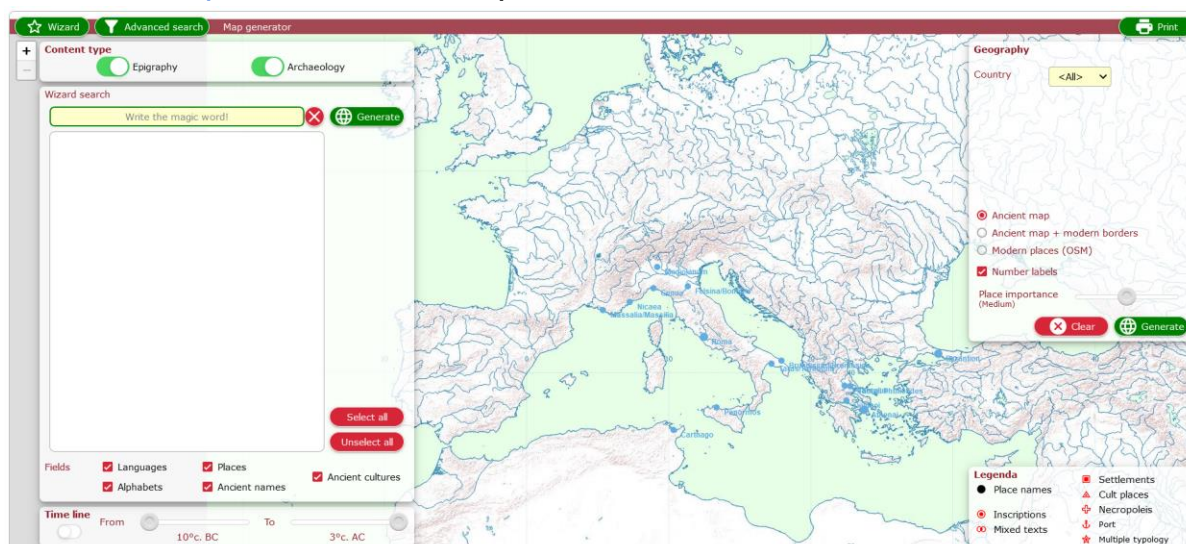 Wizard Advanced search Map generator Print
+
−
Content type
Epigraphy Archaeology
Wizard search
Write the magic word!
Generate
Select all
Unselect all
Fields
Languages Places Ancient cultures
Alphabets Ancient names
Time line
From To
10ºc. BC 3ºc. AC
Geography
Country <All>
Ancient map
Ancient map + modern borders
Modern places (OSM)
Number labels
Place importance
(Medium)
Clear Generate
Genua
Nicaea
Massalia/Massilia
Roma
Carthago
Legenda
Place names
Inscriptions
Mixed texts
Settlements
Cult places
Necropoleis
Port
Multiple typology